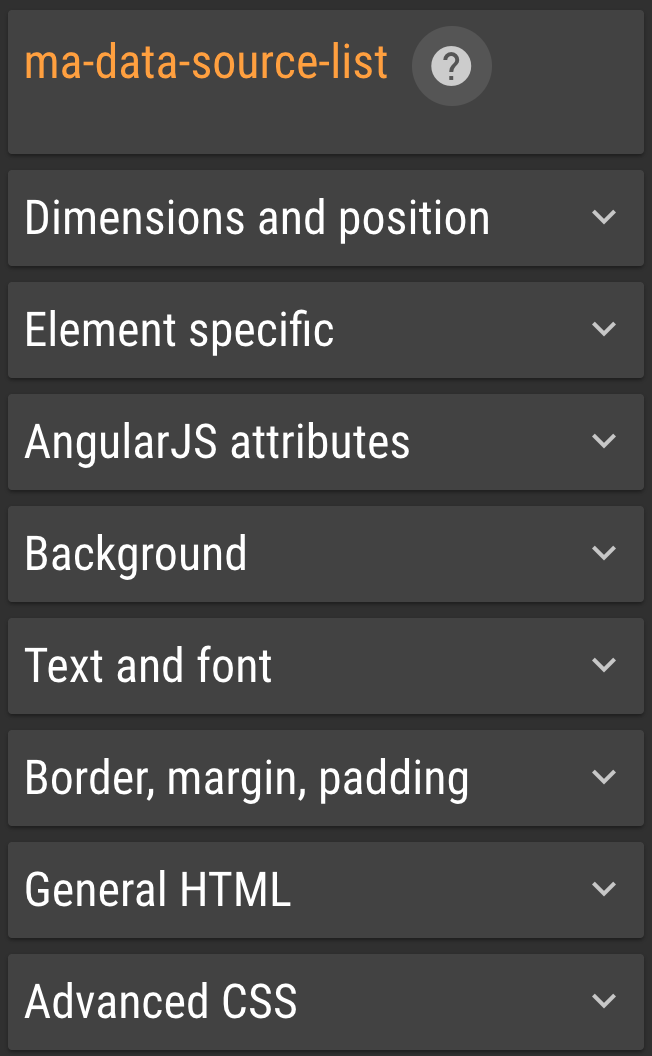 ma-data-source-list ?
Dimensions and position
Element specific
AngularJS attributes
Background
Text and font
Border, margin, padding
General HTML
Advanced CSS